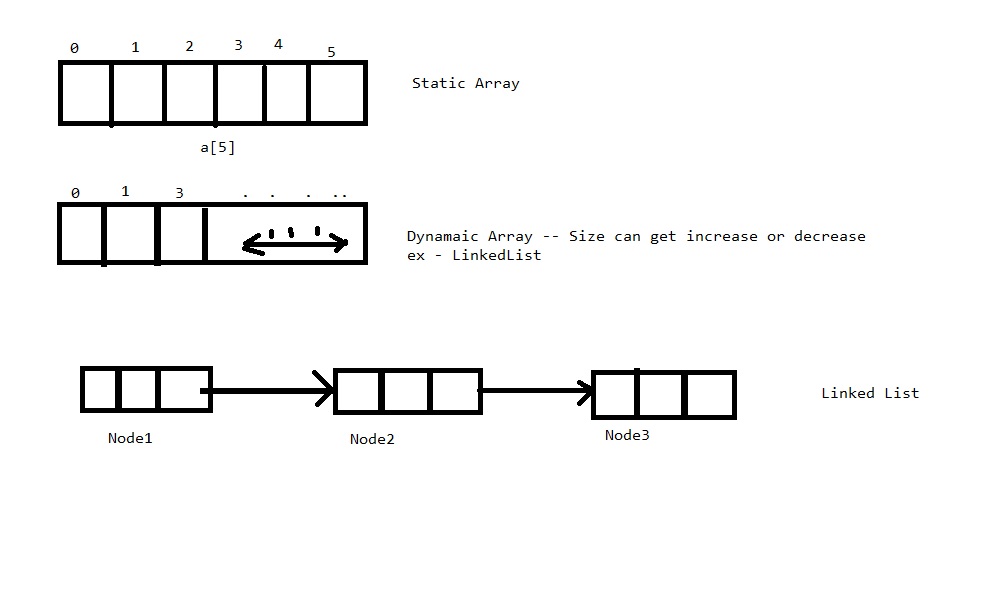 0 1 2 3 4 5
Static Array
a[5]
0 1 3 . . . ..
Dynamaic Array -- Size can get increase or decrease
ex - LinkedList
Linked List
Node1 Node2 Node3